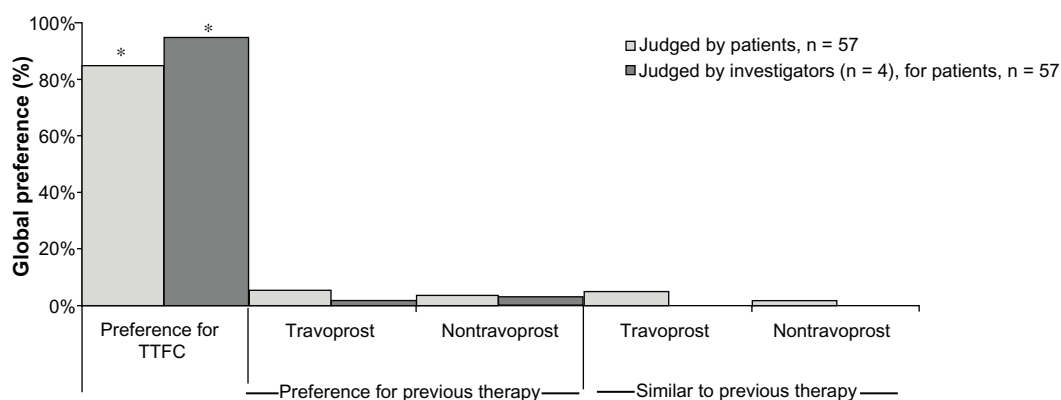 Global preference (%)
100%
80%
60%
40%
20%
0%
*
*
Judged by patients, n = 57
Judged by investigators (n = 4), for patients, n = 57
Preference for
TTFC
Travoprost
Nontravoprost
Travoprost
Nontravoprost
Preference for previous therapy
Similar to previous therapy